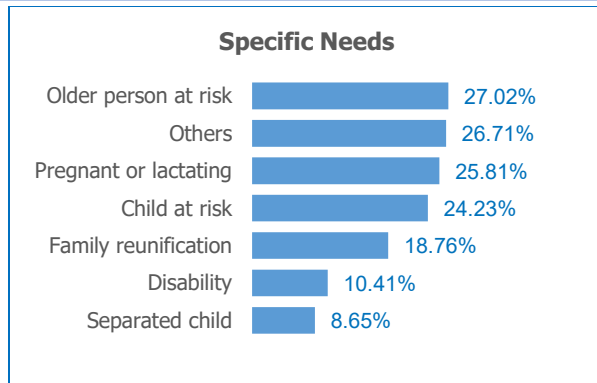 Specific Needs
Older person at risk 27.02%
Others 26.71%
Pregnant or lactating 25.81%
Child at risk 24.23%
Family reunification 18.76%
Disability 10.41%
Separated child 8.65%